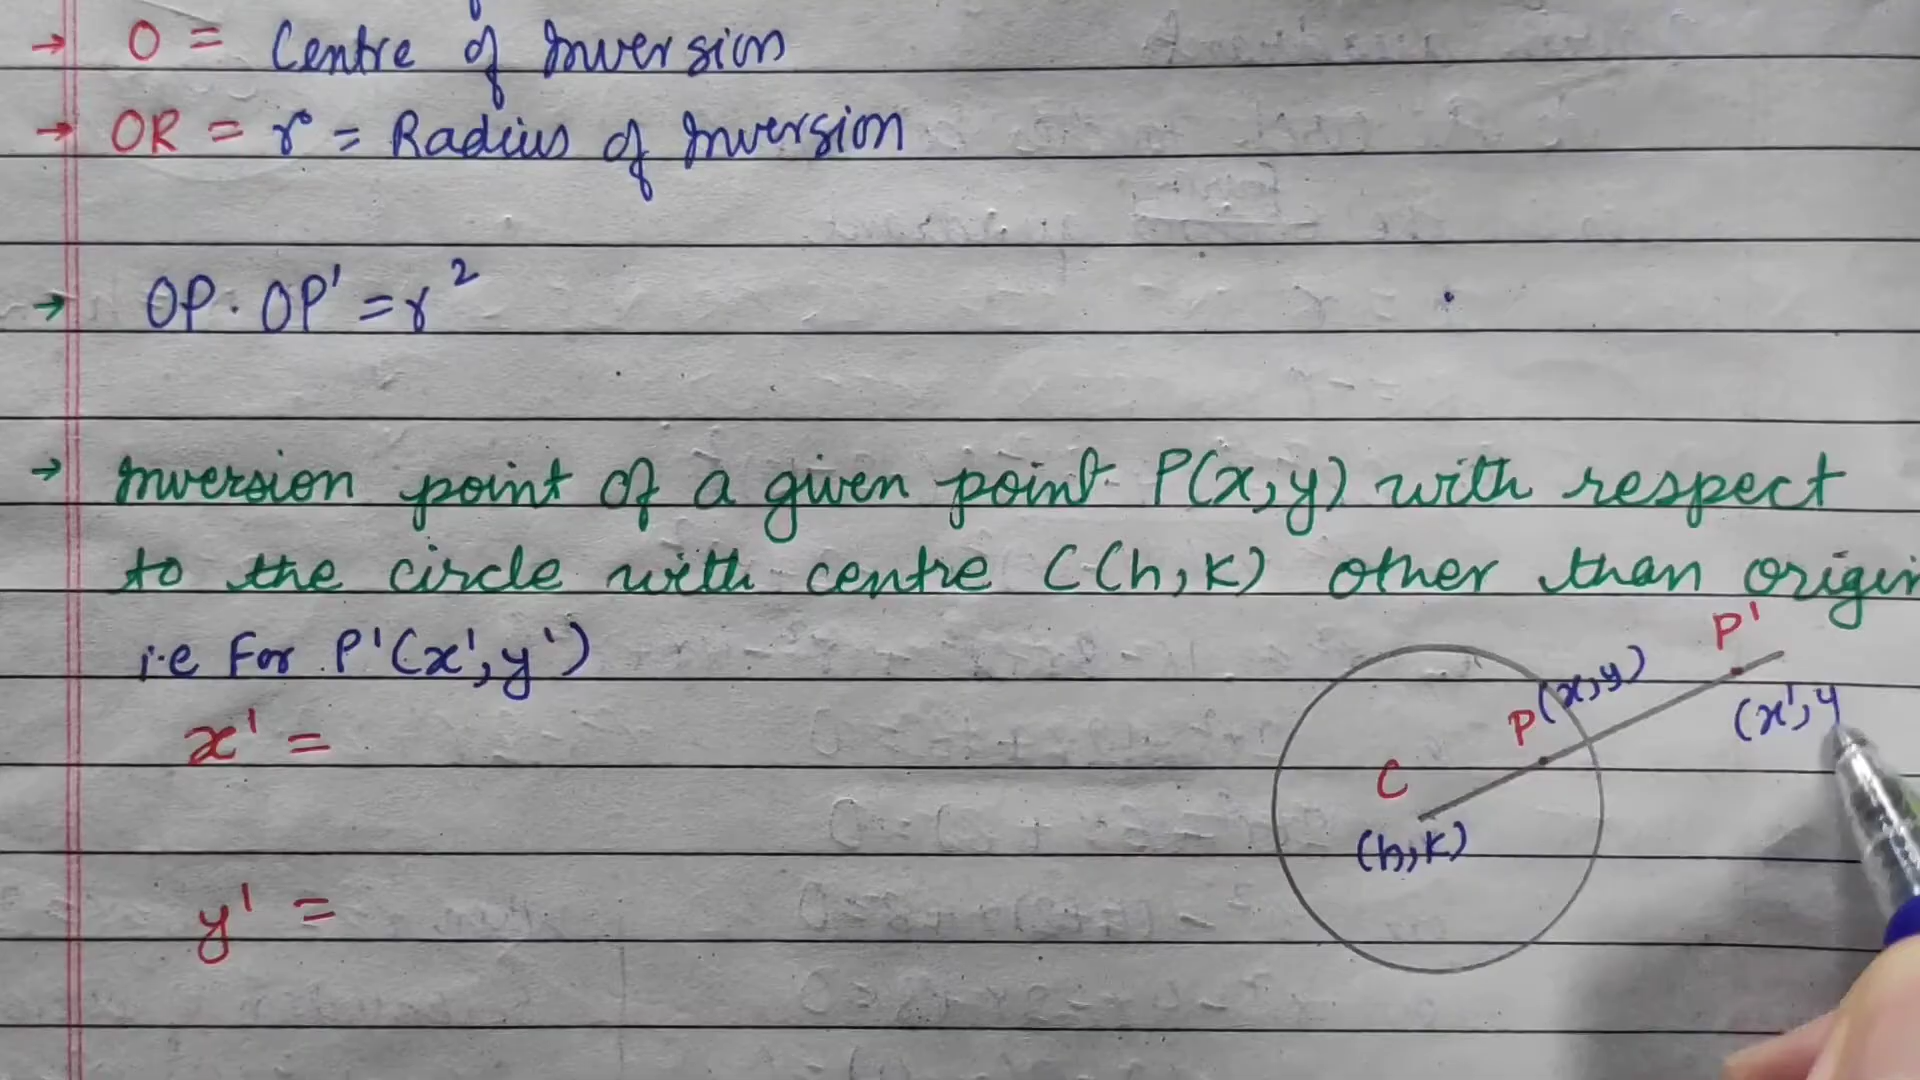 → O = Centre of Inversion
→ OR = r = Radius of Inversion
→ OP · OP' = r²
→ Inversion point of a given point P(x,y) with respect
to the circle with centre C(h,k) other than origin
i.e For P'(x',y')
P'
(x,y)
P
(x',y
x' =
C
(h,k)
y' =